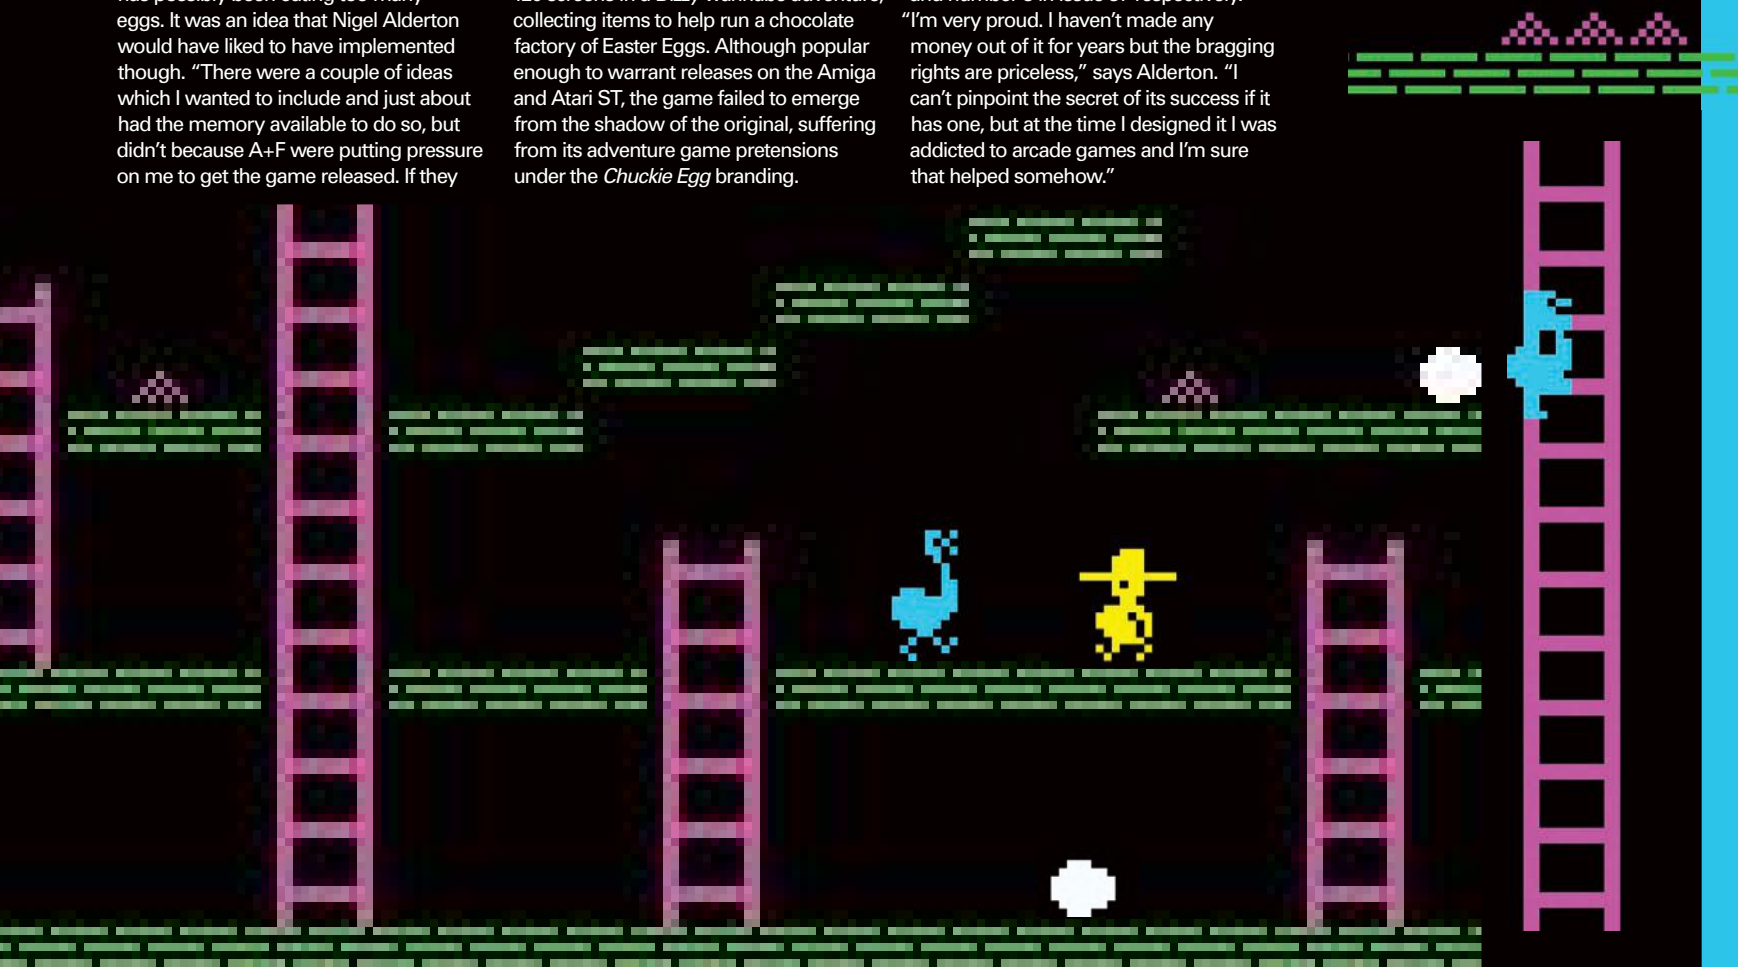 eggs. It was an idea that Nigel Alderton
would have liked to have implemented
though. “There were a couple of ideas
which I wanted to include and just about
had the memory available to do so, but
didn’t because A+F were putting pressure
on me to get the game released. If they
collecting items to help run a chocolate
factory of Easter Eggs. Although popular
enough to warrant releases on the Amiga
and Atari ST, the game failed to emerge
from the shadow of the original, suffering
from its adventure game pretensions
under the Chuckie Egg branding.
“I’m very proud. I haven’t made any
money out of it for years but the bragging
rights are priceless,” says Alderton. “I
can’t pinpoint the secret of its success if it
has one, but at the time I designed it I was
addicted to arcade games and I’m sure
that helped somehow.”